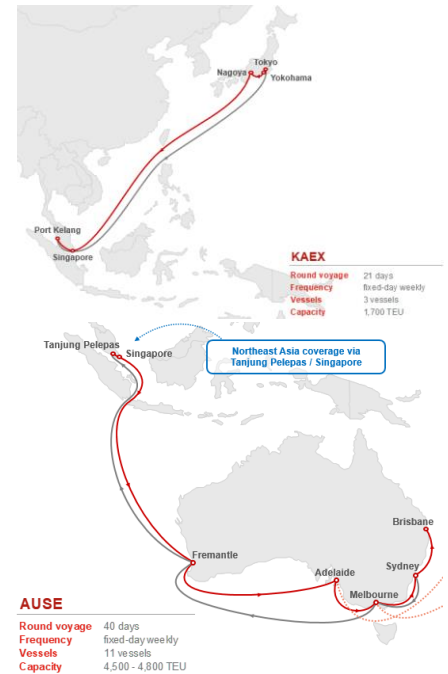 Tokyo
Nagoya
Yokohama
Port Kelang
Singapore
KAEX
Round voyage 21 days
Frequency fixed-day weekly
Vessels 3 vessels
Capacity 1,700 TEU
Tanjung Pelepas
Singapore
Northeast Asia coverage via
Tanjung Pelepas / Singapore
Brisbane
Fremantle
Adelaide
Sydney
Melbourne
AUSE
Round voyage 40 days
Frequency fixed-day weekly
Vessels 11 vessels
Capacity 4,500 - 4,800 TEU